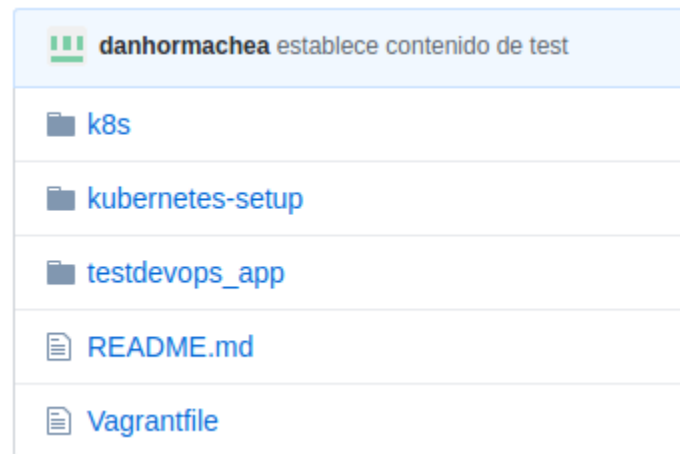 danhormachea establece contenido de test
k8s
kubernetes-setup
testdevops_app
README.md
Vagrantfile